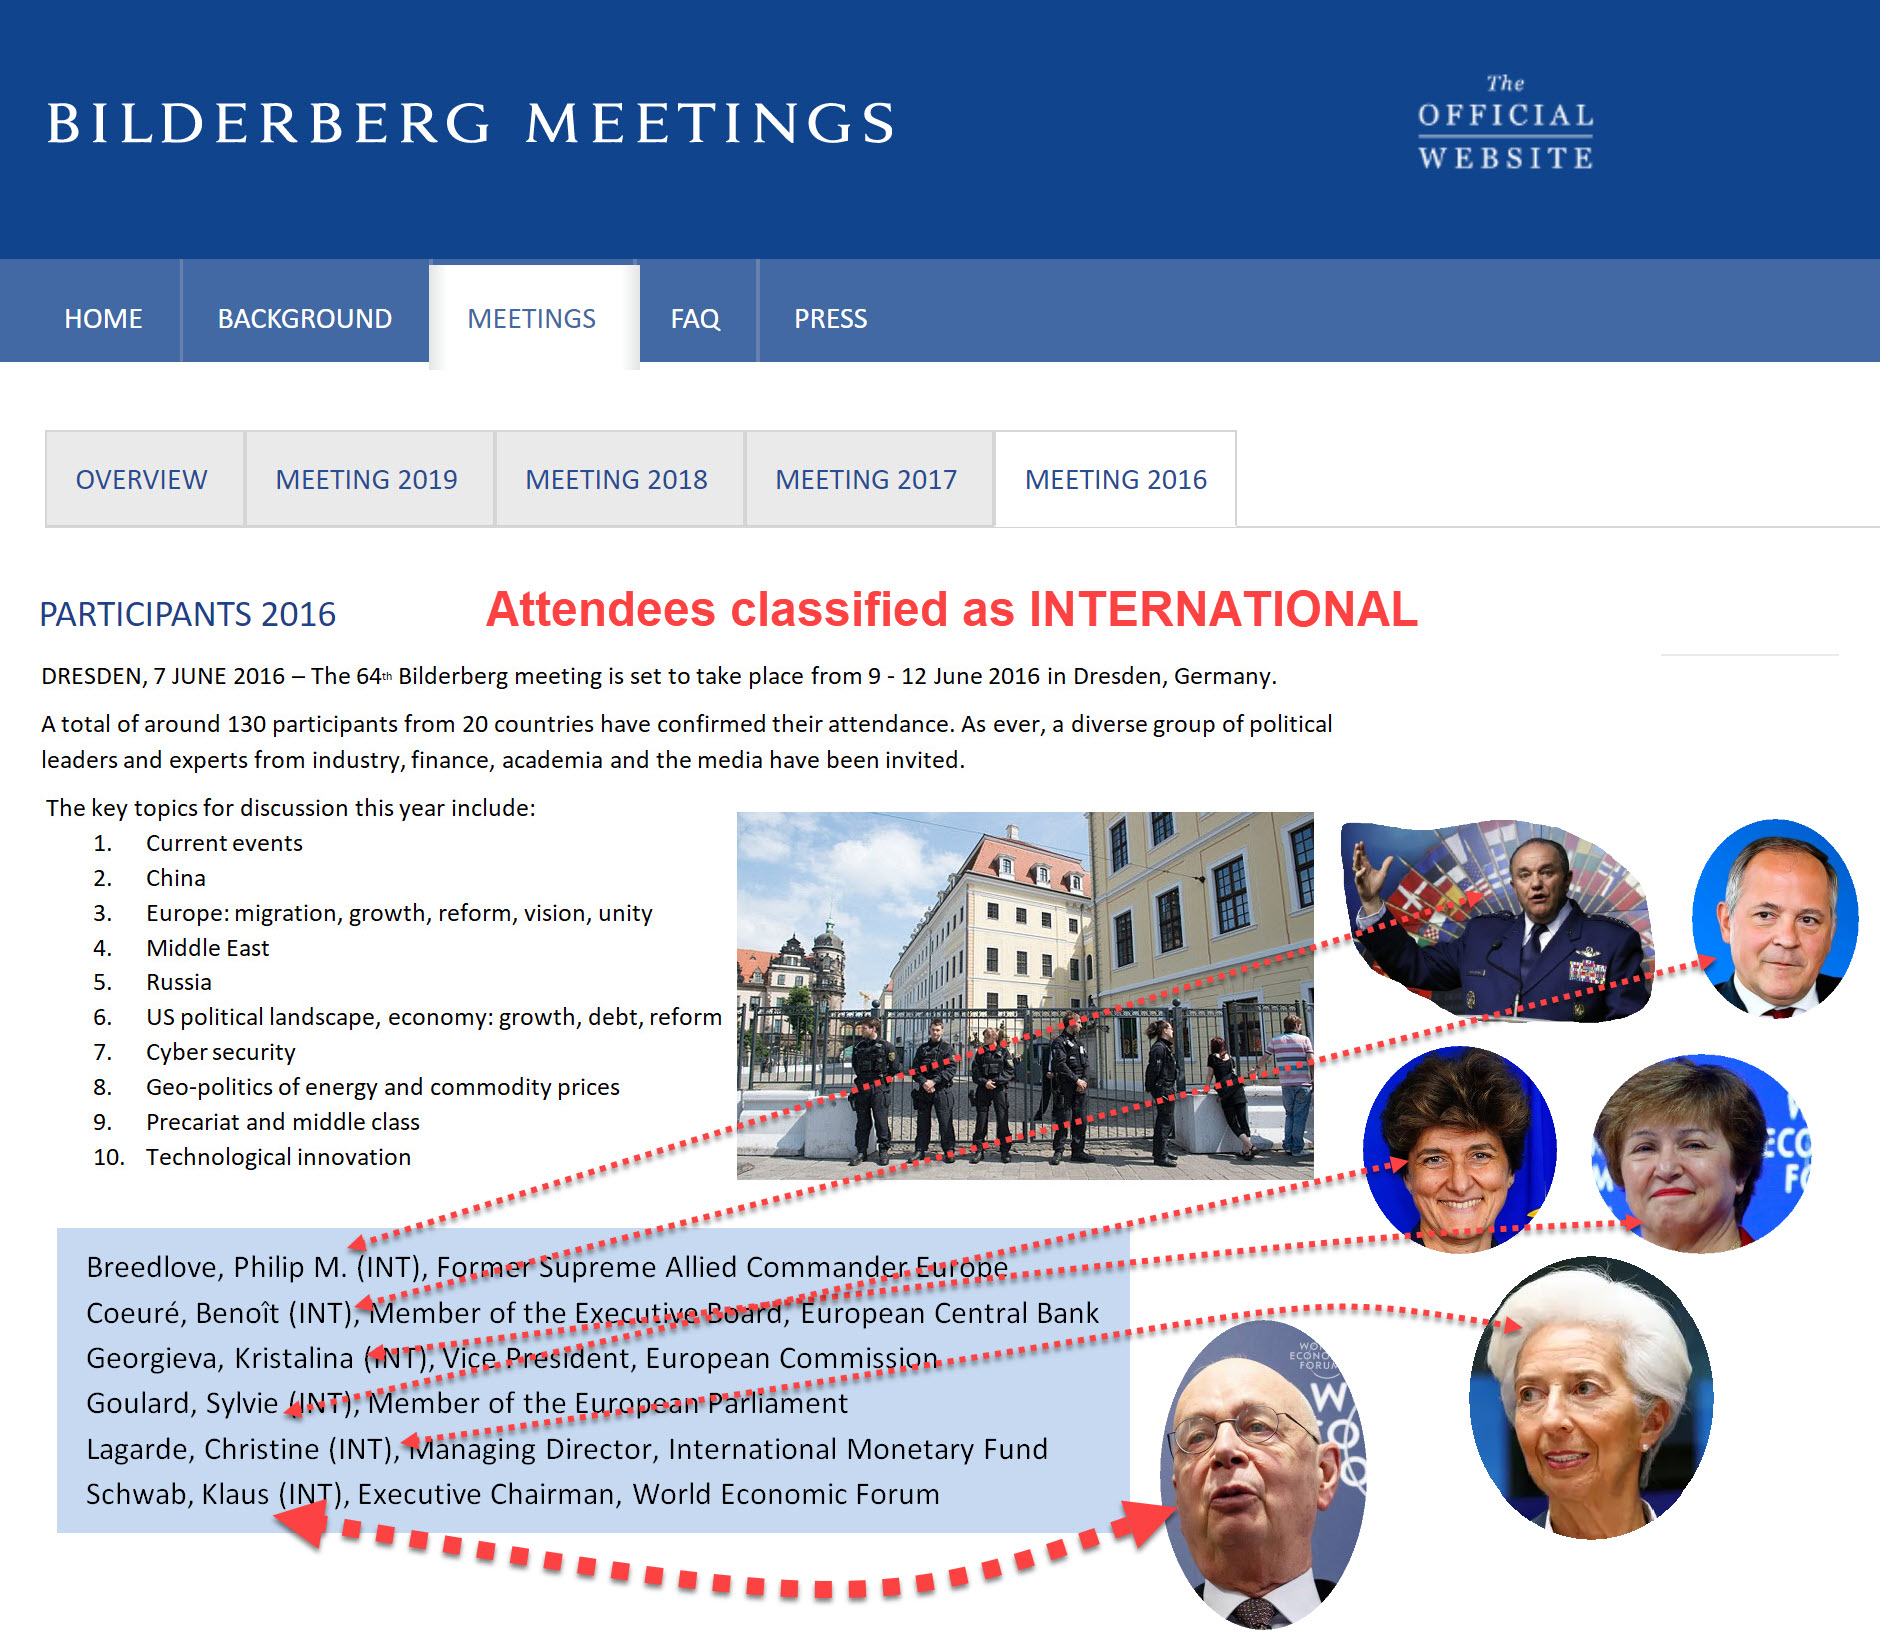 BILDERBERG MEETINGS
The
OFFICIAL
WEBSITE
HOME BACKGROUND MEETINGS FAQ PRESS
OVERVIEW MEETING 2019 MEETING 2018 MEETING 2017 MEETING 2016
PARTICIPANTS 2016
Attendees classified as INTERNATIONAL
DRESDEN, 7 JUNE 2016 – The 64th Bilderberg meeting is set to take place from 9 - 12 June 2016 in Dresden, Germany.
A total of around 130 participants from 20 countries have confirmed their attendance. As ever, a diverse group of political
leaders and experts from industry, finance, academia and the media have been invited.
The key topics for discussion this year include:
1. Current events
2. China
3. Europe: migration, growth, reform, vision, unity
4. Middle East
5. Russia
6. US political landscape, economy: growth, debt, reform
7. Cyber security
8. Geo-politics of energy and commodity prices
9. Precariat and middle class
10. Technological innovation
Breedlove, Philip M. (INT), Former Supreme Allied Commander Europe
Coeuré, Benoît (INT), Member of the Executive Board, European Central Bank
Georgieva, Kristalina (INT), Vice President, European Commission
Goulard, Sylvie (INT), Member of the European Parliament
Lagarde, Christine (INT), Managing Director, International Monetary Fund
Schwab, Klaus (INT), Executive Chairman, World Economic Forum